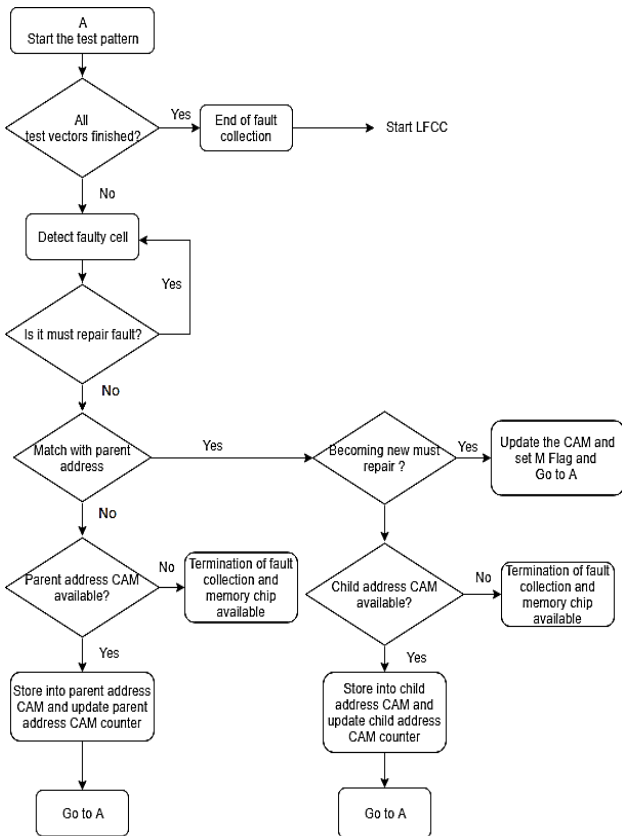 A
Start the test pattern
All
test vectors finished?
Yes
End of fault
collection
Start LFCC
No
Detect faulty cell
Yes
Is it must repair fault?
No
Match with parent
address
Yes
Becoming new must
repair ?
Yes
Update the CAM and
set M Flag and
Go to A
No
Parent address CAM
available?
No
Termination of fault
collection and
memory chip
available
Child address CAM
available?
No
Termination of fault
collection and
memory chip
available
Yes
Store into parent address
CAM and update parent
address CAM counter
Yes
Store into child
address CAM and
update child address
CAM counter
Go to A
Go to A